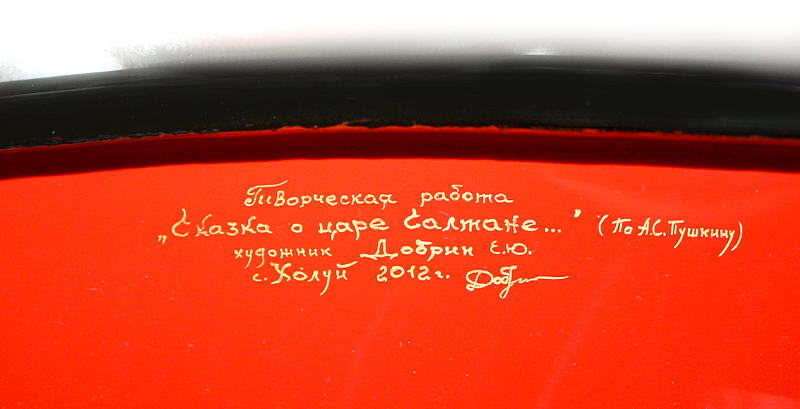 Творческая работа
„Сказка о царе Салтане..." (По А.С.Пушкину)
художник Добрин Е.Ю.
с. Холуй 2012г.